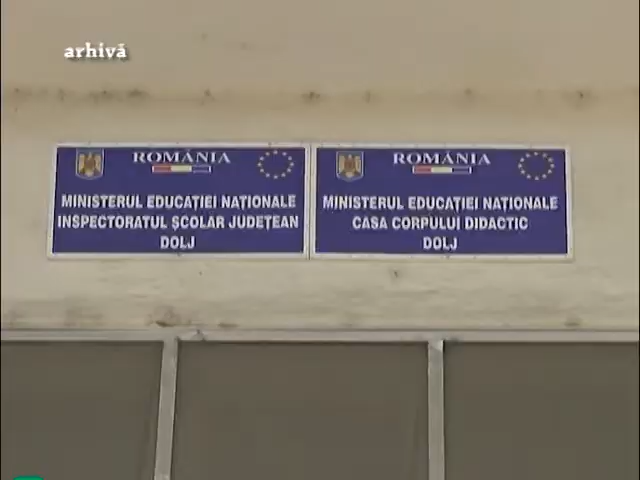 arhivă
ROMÂNIA
MINISTERUL EDUCAȚIEI NAȚIONALE
INSPECTORATUL ȘCOLAR JUDEȚEAN
DOLJ
ROMÂNIA
MINISTERUL EDUCAȚIEI NAȚIONALE
CASA CORPULUI DIDACTIC
DOLJ